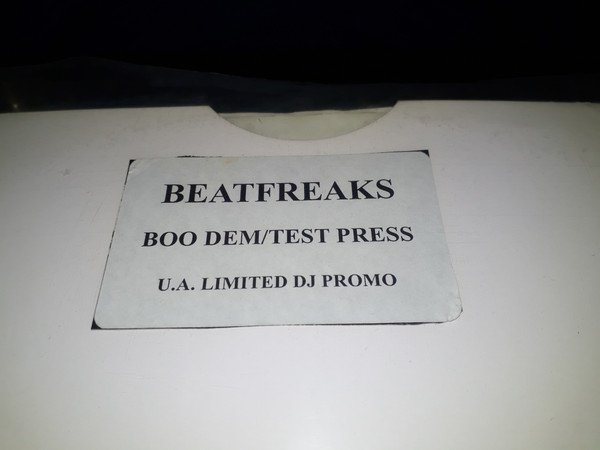 BEATFREAKS
BOO DEM/TEST PRESS
U.A. LIMITED DJ PROMO